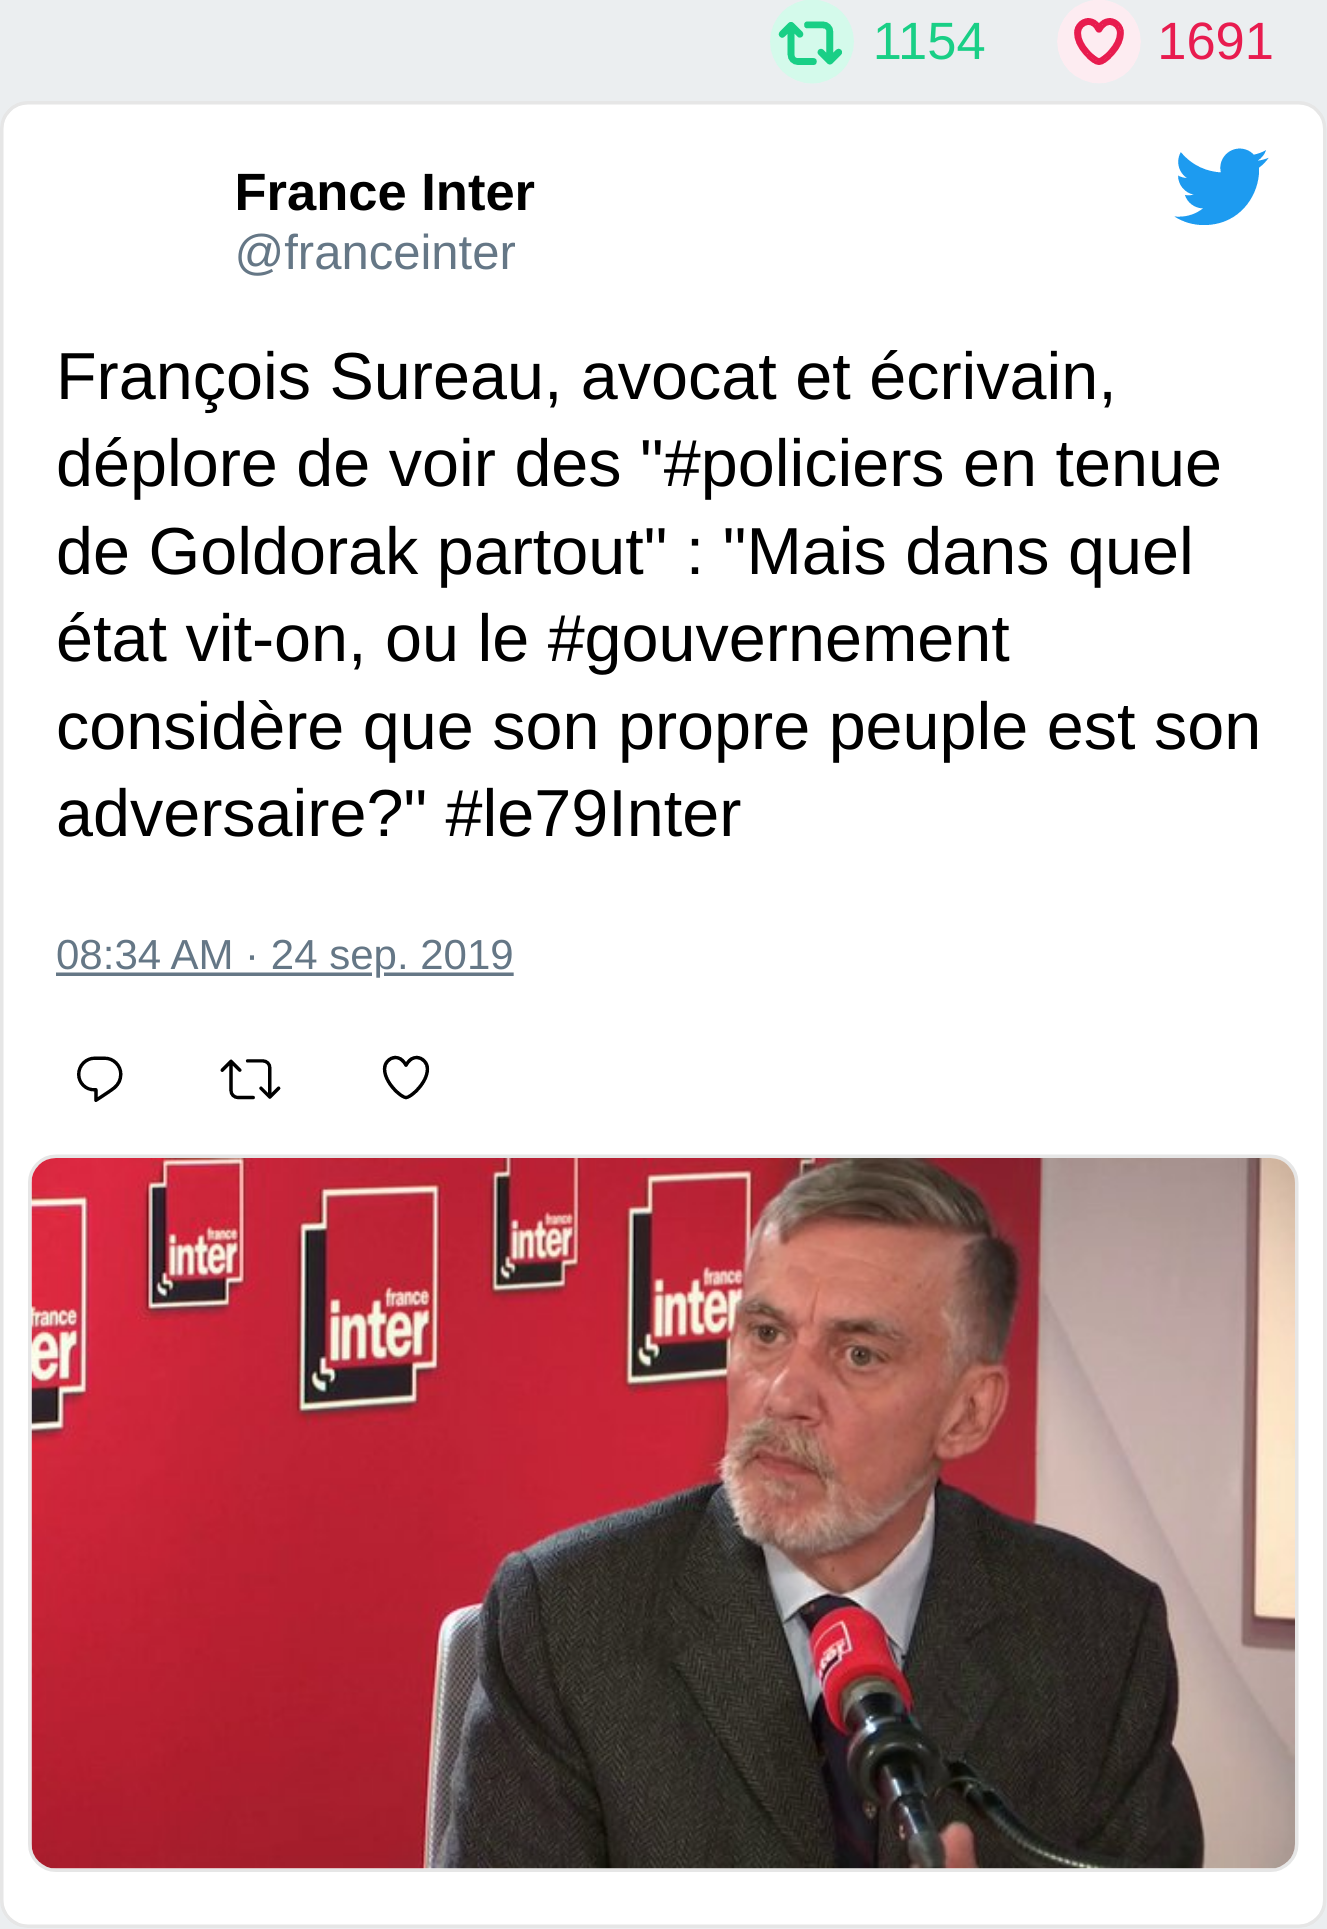 1154 1691
France Inter
@franceinter
François Sureau, avocat et écrivain,
déplore de voir des "#policiers en tenue
de Goldorak partout" : "Mais dans quel
état vit-on, ou le #gouvernement
considère que son propre peuple est son
adversaire?" #le79Inter
08:34 AM · 24 sep. 2019
france
inter
france
inter
france
inter
france
inter
france
er